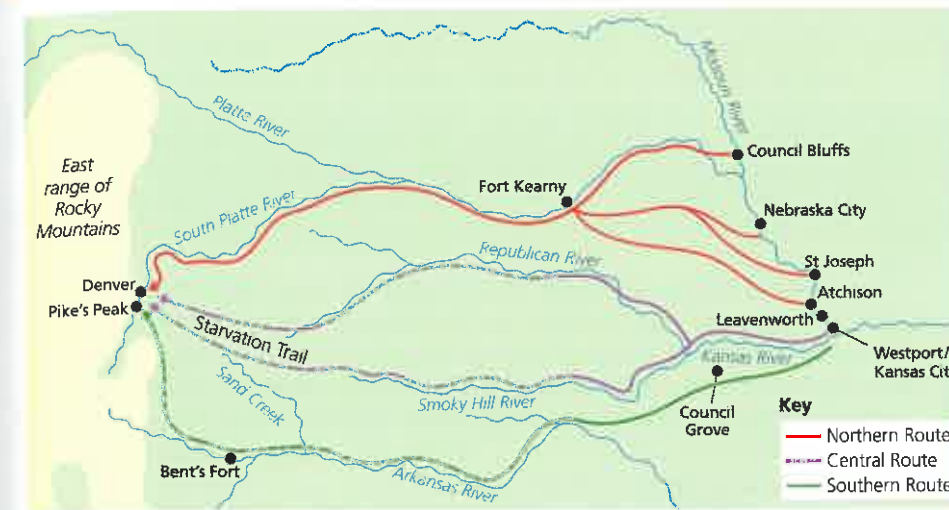 Missouri River
Platte River
Council Bluffs
East
range of
Rocky
Mountains
Fort Kearny
Nebraska City
South Platte River
Republican River
St Joseph
Denver
Atchison
Pike's Peak
Leavenworth
Starvation Trail
Kansas River
Westport/
Kansas Cit
Sand Creek
Smoky Hill River
Council
Grove
Bent's Fort
Arkansas River
Key
Northern Route
Central Route
Southern Route